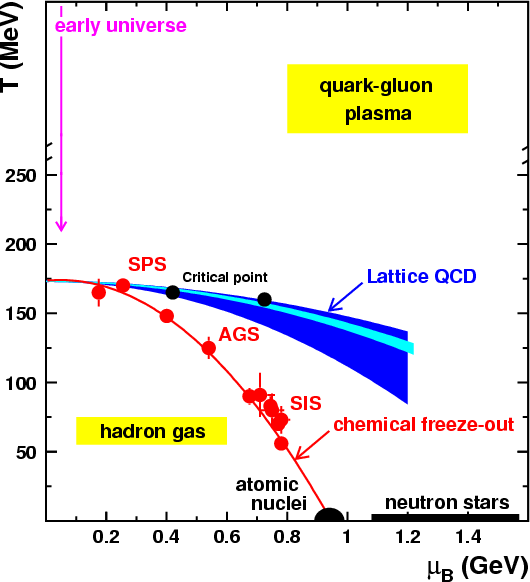 T (MeV)
early universe
quark-gluon
plasma
250
200
150
100
50
SPS
Critical point
Lattice QCD
AGS
SIS
chemical freeze-out
hadron gas
atomic
nuclei
neutron stars
0.2 0.4 0.6 0.8 1 1.2 1.4
μB (GeV)